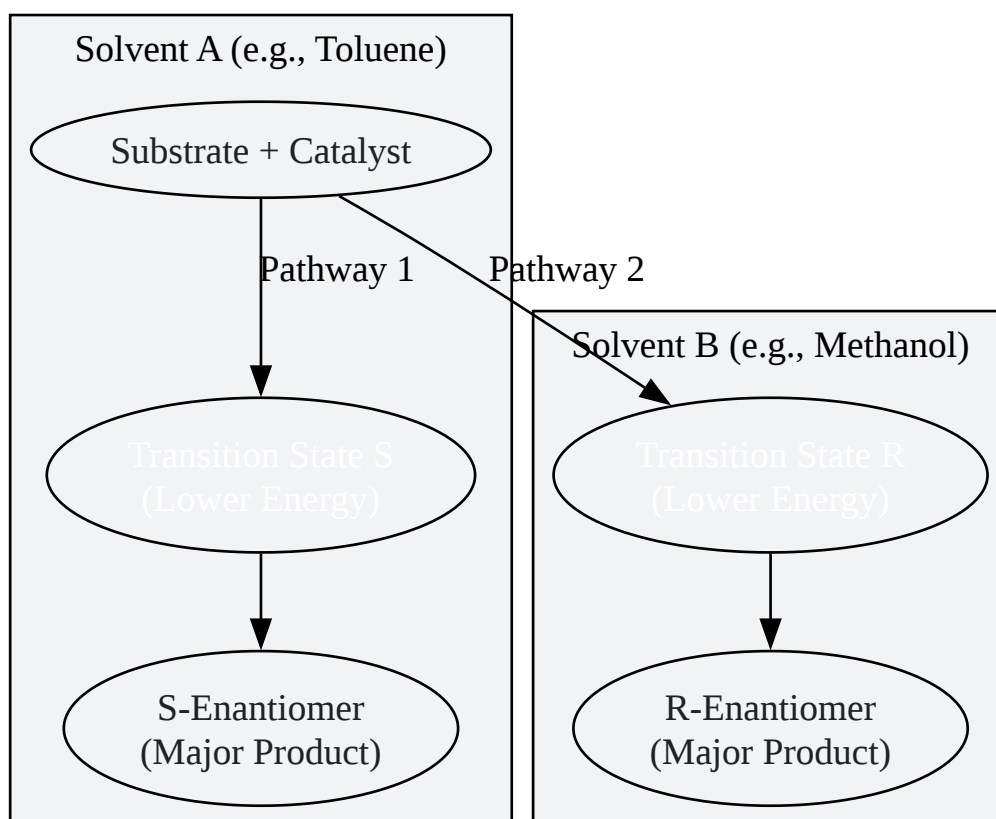 Solvent A (e.g., Toluene)
Substrate + Catalyst
Pathway 1
Pathway 2
Solvent B (e.g., Methanol)
Transition State S
(Lower Energy)
Transition State R
(Lower Energy)
S-Enantiomer
(Major Product)
R-Enantiomer
(Major Product)